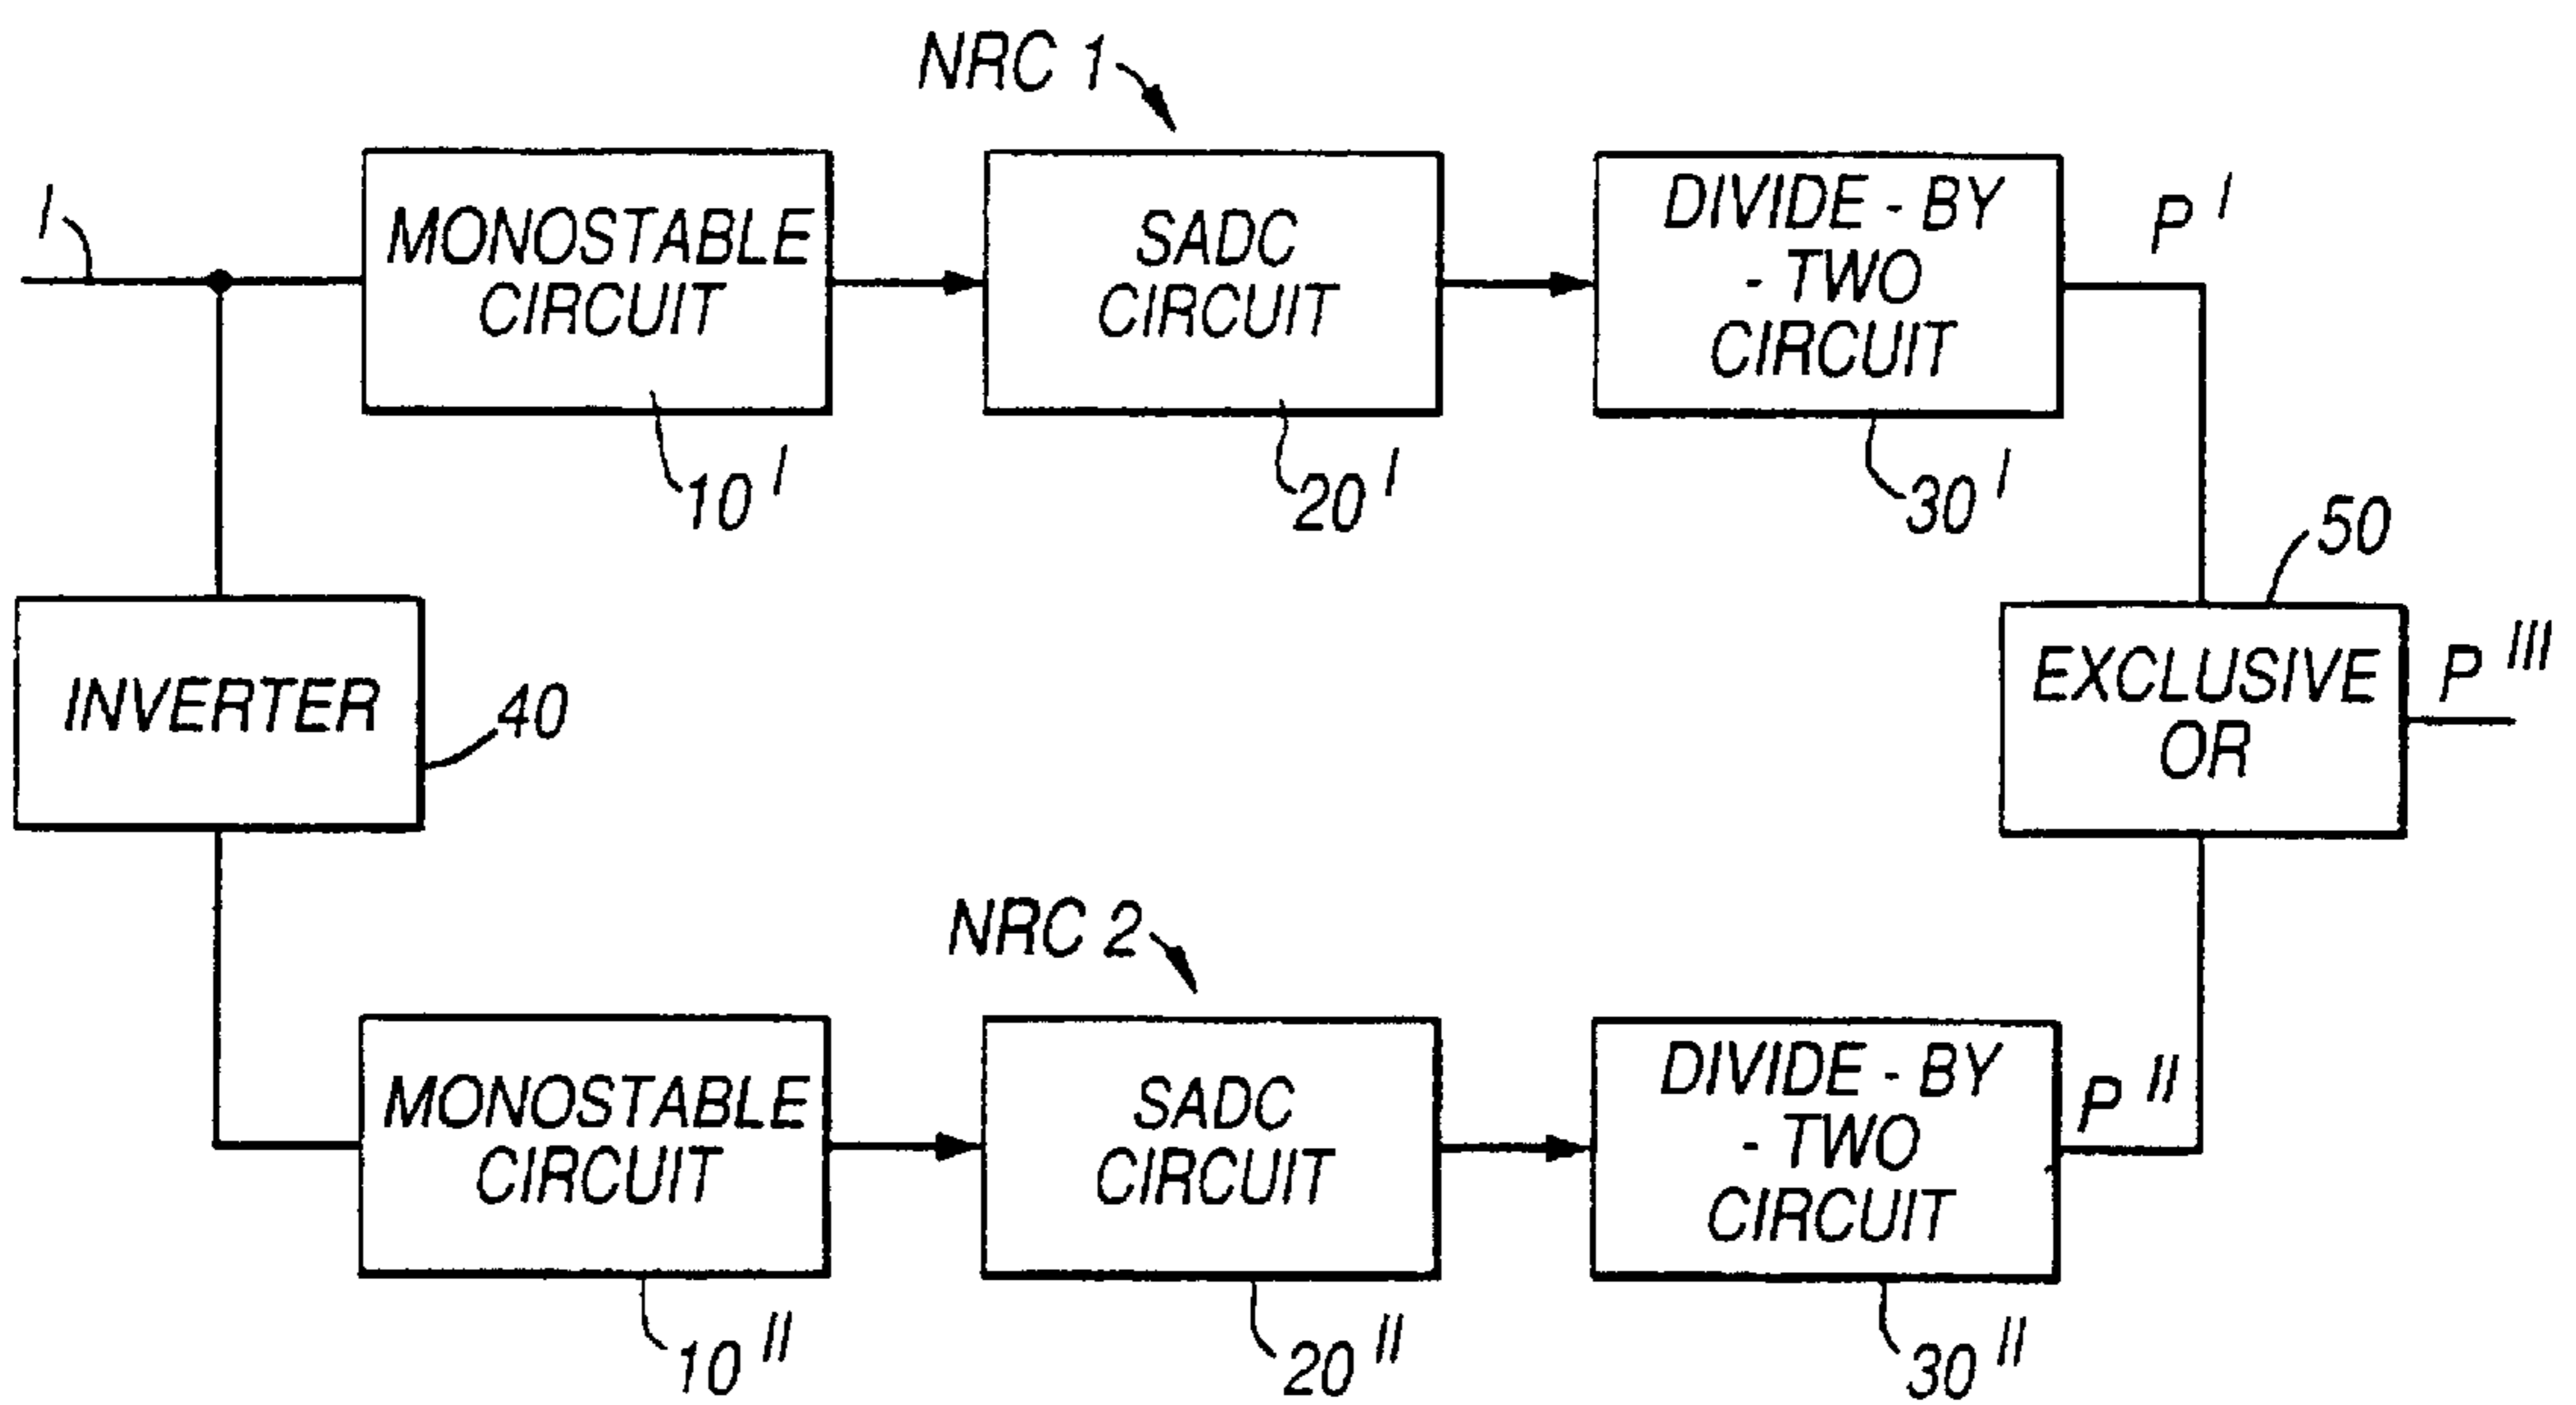 NRC 1
I
MONOSTABLE
CIRCUIT
SADC
CIRCUIT
DIVIDE - BY
- TWO
CIRCUIT
P I
10 I
20 I
30 I
50
INVERTER
40
EXCLUSIVE
OR
P III
NRC 2
MONOSTABLE
CIRCUIT
SADC
CIRCUIT
DIVIDE - BY
- TWO
CIRCUIT
P II
10 II
20 II
30 II